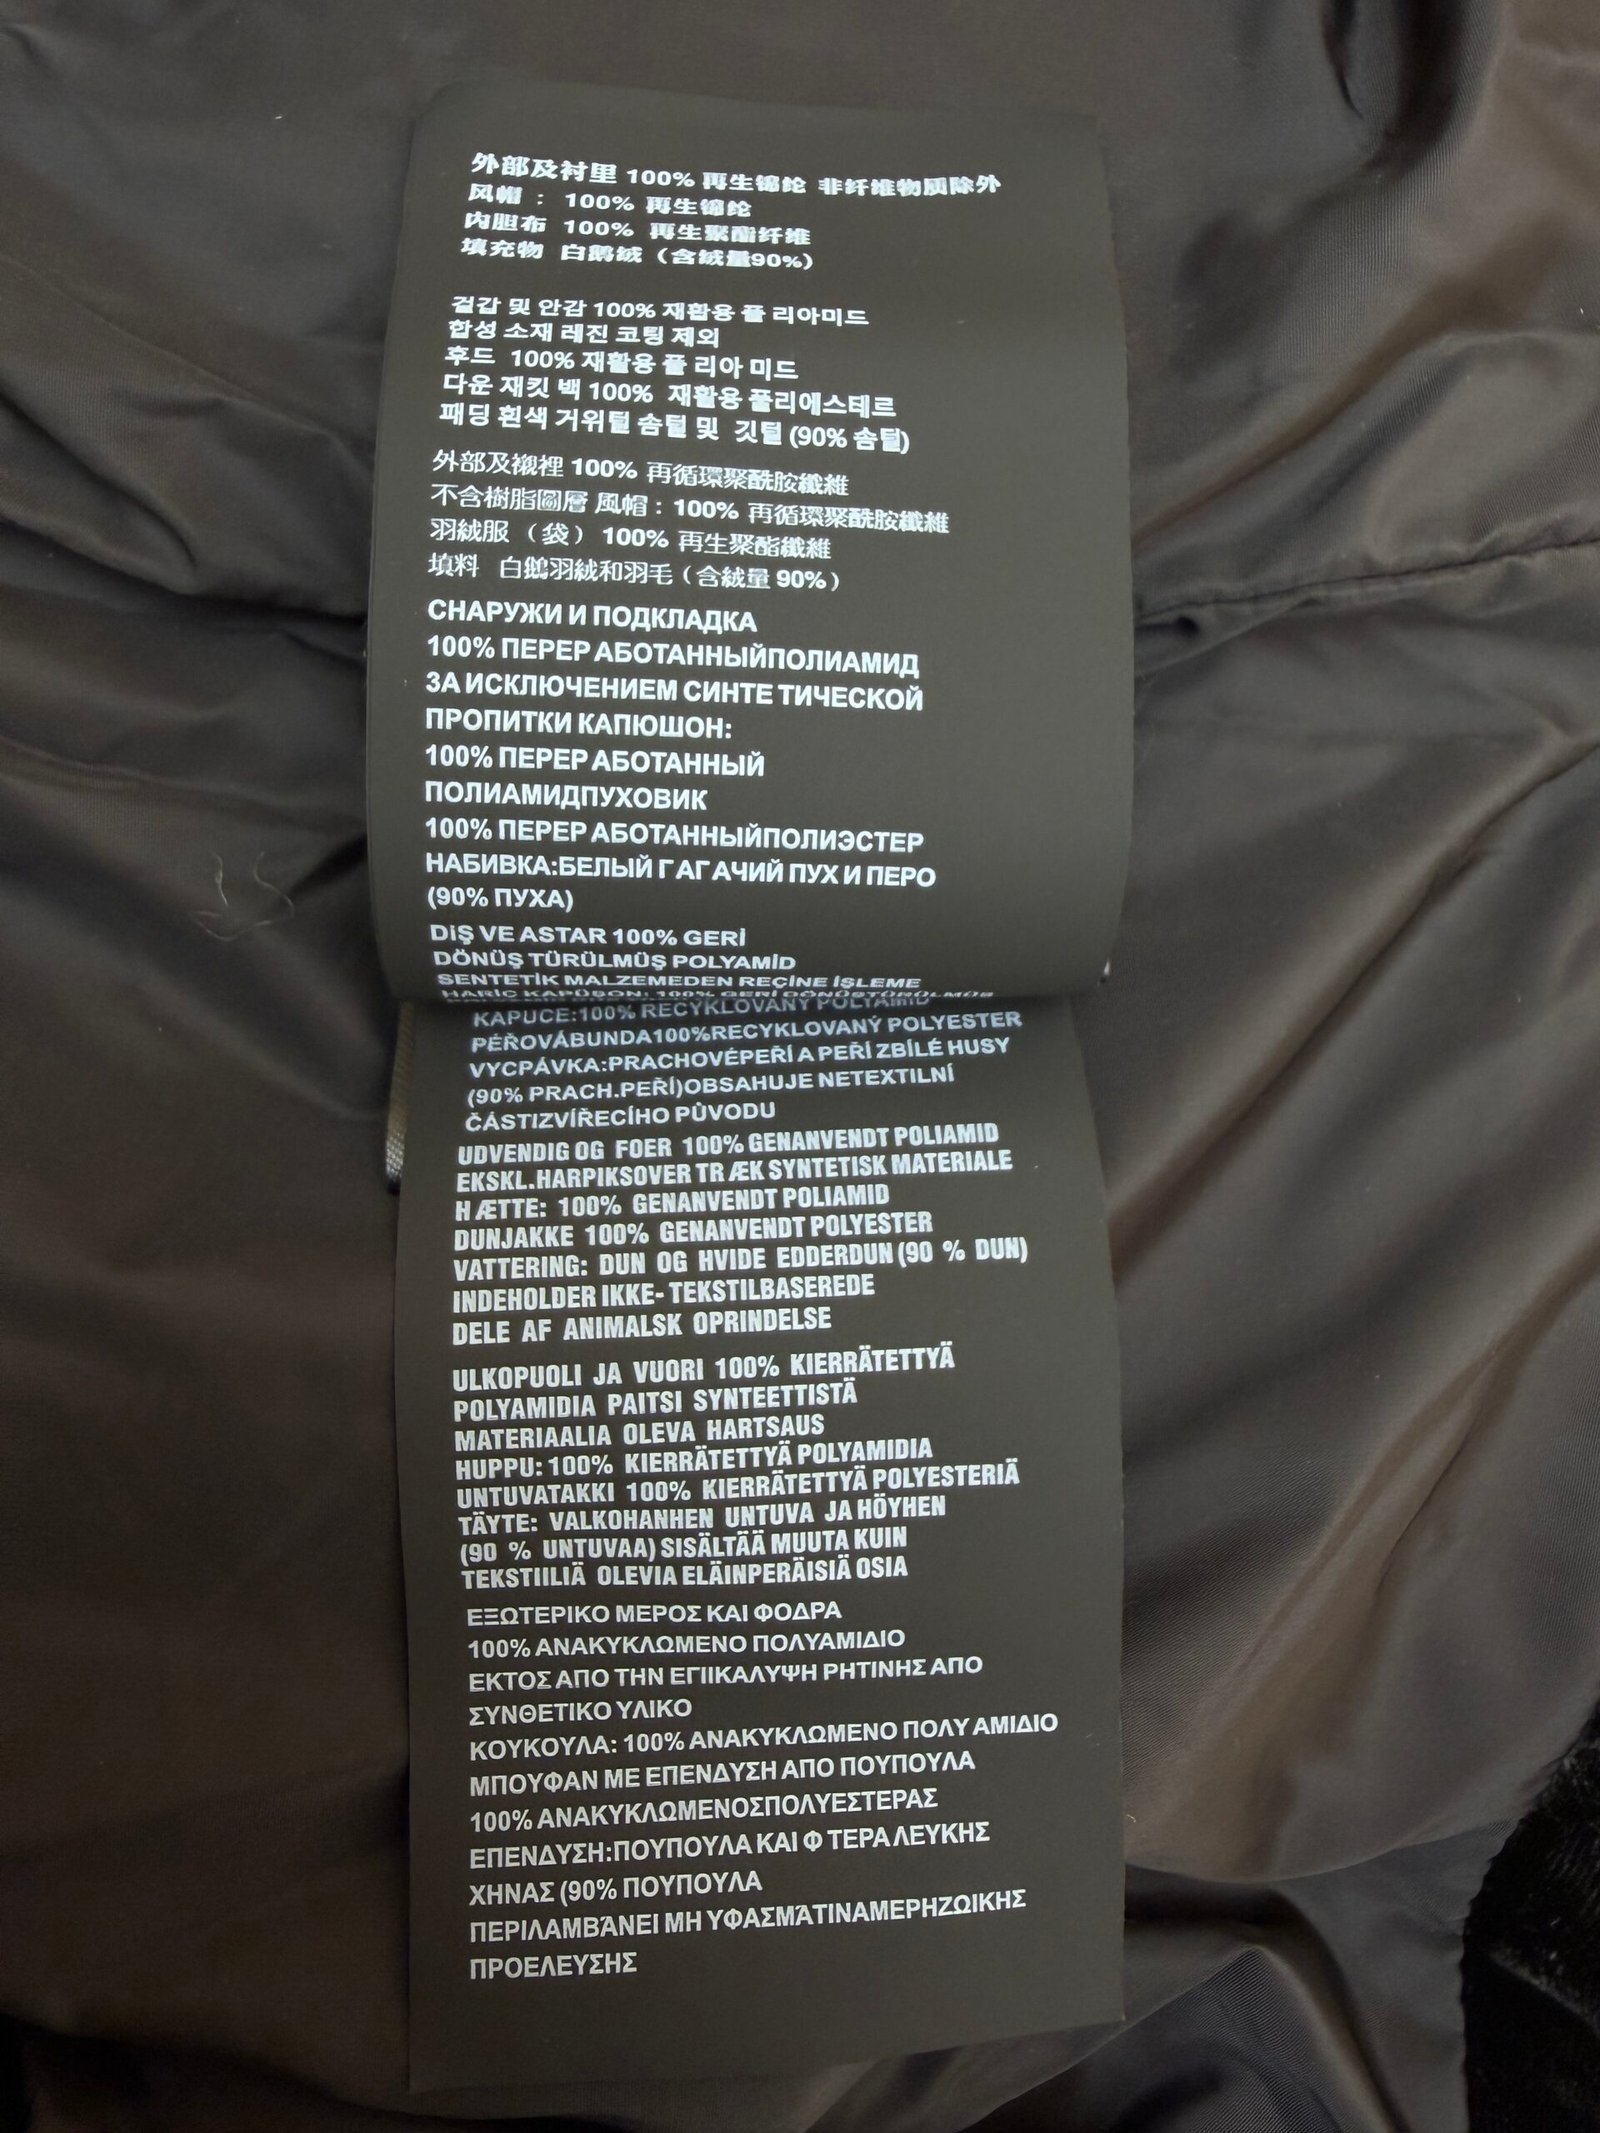 外部及衬里 100% 再生锦纶 非纤维物质除外
风帽 : 100% 再生锦纶
内胆布 100% 再生聚酯纤维
填充物 白鹅绒（含绒量90%）
겉감 및 안감 100% 재활용 폴 리아미드
합성 소재 레진 코팅 제외
후드 100% 재활용 폴 리아 미드
다운 재킷 백 100% 재활용 폴리에스테르
패딩 흰색 거위털 솜털 및 깃털 (90% 솜털)
外部及襯裡 100% 再循環聚酰胺纖維
不含樹脂圖層 風帽 : 100% 再循環聚酰胺纖維
羽絨服（袋）100% 再生聚酯纖維
填料 白鵝羽絨和羽毛（含絨量 90%）
СНАРУЖИ И ПОДКЛАДКА
100% ПЕРЕР АБОТАННЫЙПОЛИАМИД
ЗА ИСКЛЮЧЕНИЕМ СИНТЕ ТИЧЕСКОЙ
ПРОПИТКИ КАПЮШОН:
100% ПЕРЕР АБОТАННЫЙ
ПОЛИАМИДПУХОВИК
100% ПЕРЕР АБОТАННЫЙПОЛИЭСТЕР
НАБИВКА:БЕЛЫЙ Г АГ АЧИЙ ПУХ И ПЕРО
(90% ПУХА)
DİŞ VE ASTAR 100% GERİ
DÖNÜŞ TÜRÜLMÜŞ POLYAMİD
SENTETİK MALZEMEDEN REÇİNE İŞLEME
HARİÇ KAPÜŞON: 100% GERİ DÖNÜŞTÜRÜLMÜŞ
KAPUCE:100% RECYKLOVANÝ POLYAMID
PÉŘOVÁBUNDA100%RECYKLOVANÝ POLYESTER
VYCPÁVKA:PRACHOVÉPEŘÍ A PEŘÍ ZBÍLÉ HUSY
(90% PRACH.PEŘÍ)OBSAHUJE NETEXTILNÍ
ČÁSTIZVÍŘECÍHO PŮVODU
UDVENDIG OG FOER 100% GENANVENDT POLIAMID
EKSKL.HARPIKSOVER TR ÆK SYNTETISK MATERIALE
H ÆTTE: 100% GENANVENDT POLIAMID
DUNJAKKE 100% GENANVENDT POLYESTER
VATTERING: DUN OG HVIDE EDDERDUN (90 % DUN)
INDEHOLDER IKKE- TEKSTILBASEREDE
DELE AF ANIMALSK OPRINDELSE
ULKOPUOLI JA VUORI 100% KIERRÄTETTYÄ
POLYAMIDIA PAITSI SYNTEETTISTÄ
MATERIAALIA OLEVA HARTSAUS
HUPPU: 100% KIERRÄTETTYÄ POLYAMIDIA
UNTUVATAKKI 100% KIERRÄTETTYÄ POLYESTERIÄ
TÄYTE: VALKOHANHEN UNTUVA JA HÖYHEN
(90 % UNTUVAA) SISÄLTÄÄ MUUTA KUIN
TEKSTIILIÄ OLEVIA ELÄINPERÄISIÄ OSIA
ΕΞΩΤΕΡΙΚΟ ΜΕΡΟΣ ΚΑΙ ΦΟΔΡΑ
100% ΑΝΑΚΥΚΛΩΜΕΝΟ ΠΟΛΥΑΜΙΔΙΟ
ΕΚΤΟΣ ΑΠΟ ΤΗΝ ΕΓΙΙΚΑΛΥΨΗ ΡΗΤΙΝΗΣ ΑΠΟ
ΣΥΝΘΕΤΙΚΟ ΥΛΙΚΟ
ΚΟΥΚΟΥΛΑ: 100% ΑΝΑΚΥΚΛΩΜΕΝΟ ΠΟΛΥ ΑΜΙΔΙΟ
ΜΠΟΥΦΑΝ ΜΕ ΕΠΕΝΔΥΣΗ ΑΠΟ ΠΟΥΠΟΥΛΑ
100% ΑΝΑΚΥΚΛΩΜΕΝΟΣΠΟΛΥΕΣΤΕΡΑΣ
ΕΠΕΝΔΥΣΗ:ΠΟΥΠΟΥΛΑ ΚΑΙ Φ ΤΕΡΑ ΛΕΥΚΗΣ
ΧΗΝΑΣ (90% ΠΟΥΠΟΥΛΑ
ΠΕΡΙΛΑΜΒΆΝΕΙ ΜΗ ΥΦΑΣΜΆΤΙΝΑΜΕΡΗΖΩΙΚΗΣ
ΠΡΟΕΛΕΥΣΗΣ